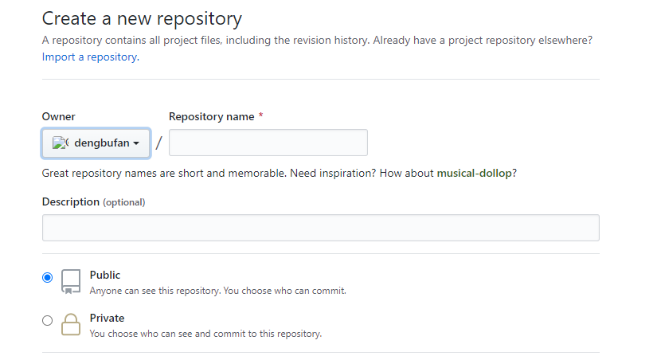 Create a new repository
A repository contains all project files, including the revision history. Already have a project repository elsewhere?
Import a repository.
Owner
Repository name *
dengbufan
/
Great repository names are short and memorable. Need inspiration? How about musical-dollop?
Description (optional)
Public
Anyone can see this repository. You choose who can commit.
Private
You choose who can see and commit to this repository.